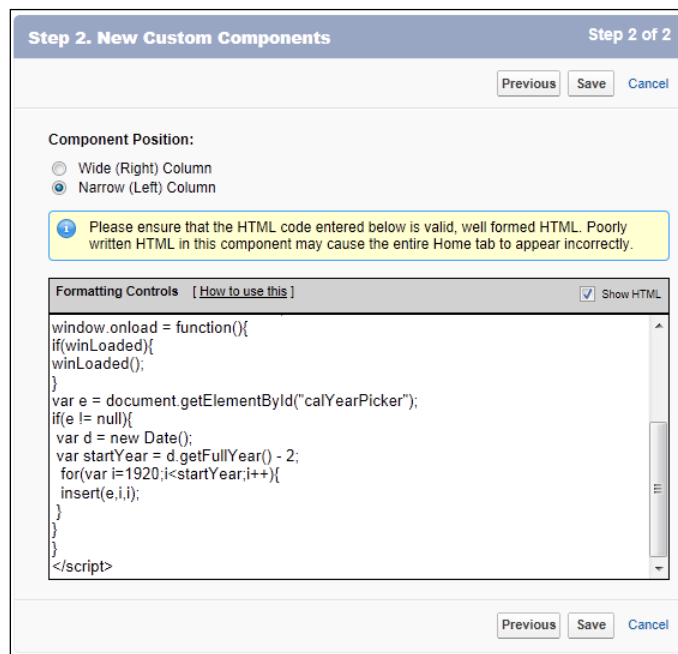 Step 2. New Custom Components Step 2 of 2
Previous Save Cancel
Component Position:
Wide (Right) Column
Narrow (Left) Column
Please ensure that the HTML code entered below is valid, well formed HTML. Poorly
written HTML in this component may cause the entire Home tab to appear incorrectly.
Formatting Controls [ How to use this ] Show HTML
window.onload = function(){
if(winLoaded){
winLoaded();
}
var e = document.getElementById("calYearPicker");
if(e != null){
var d = new Date();
var startYear = d.getFullYear() - 2;
for(var i=1920;i<startYear;i++){
insert(e,i,i);
}
}
}
</script>
Previous Save Cancel